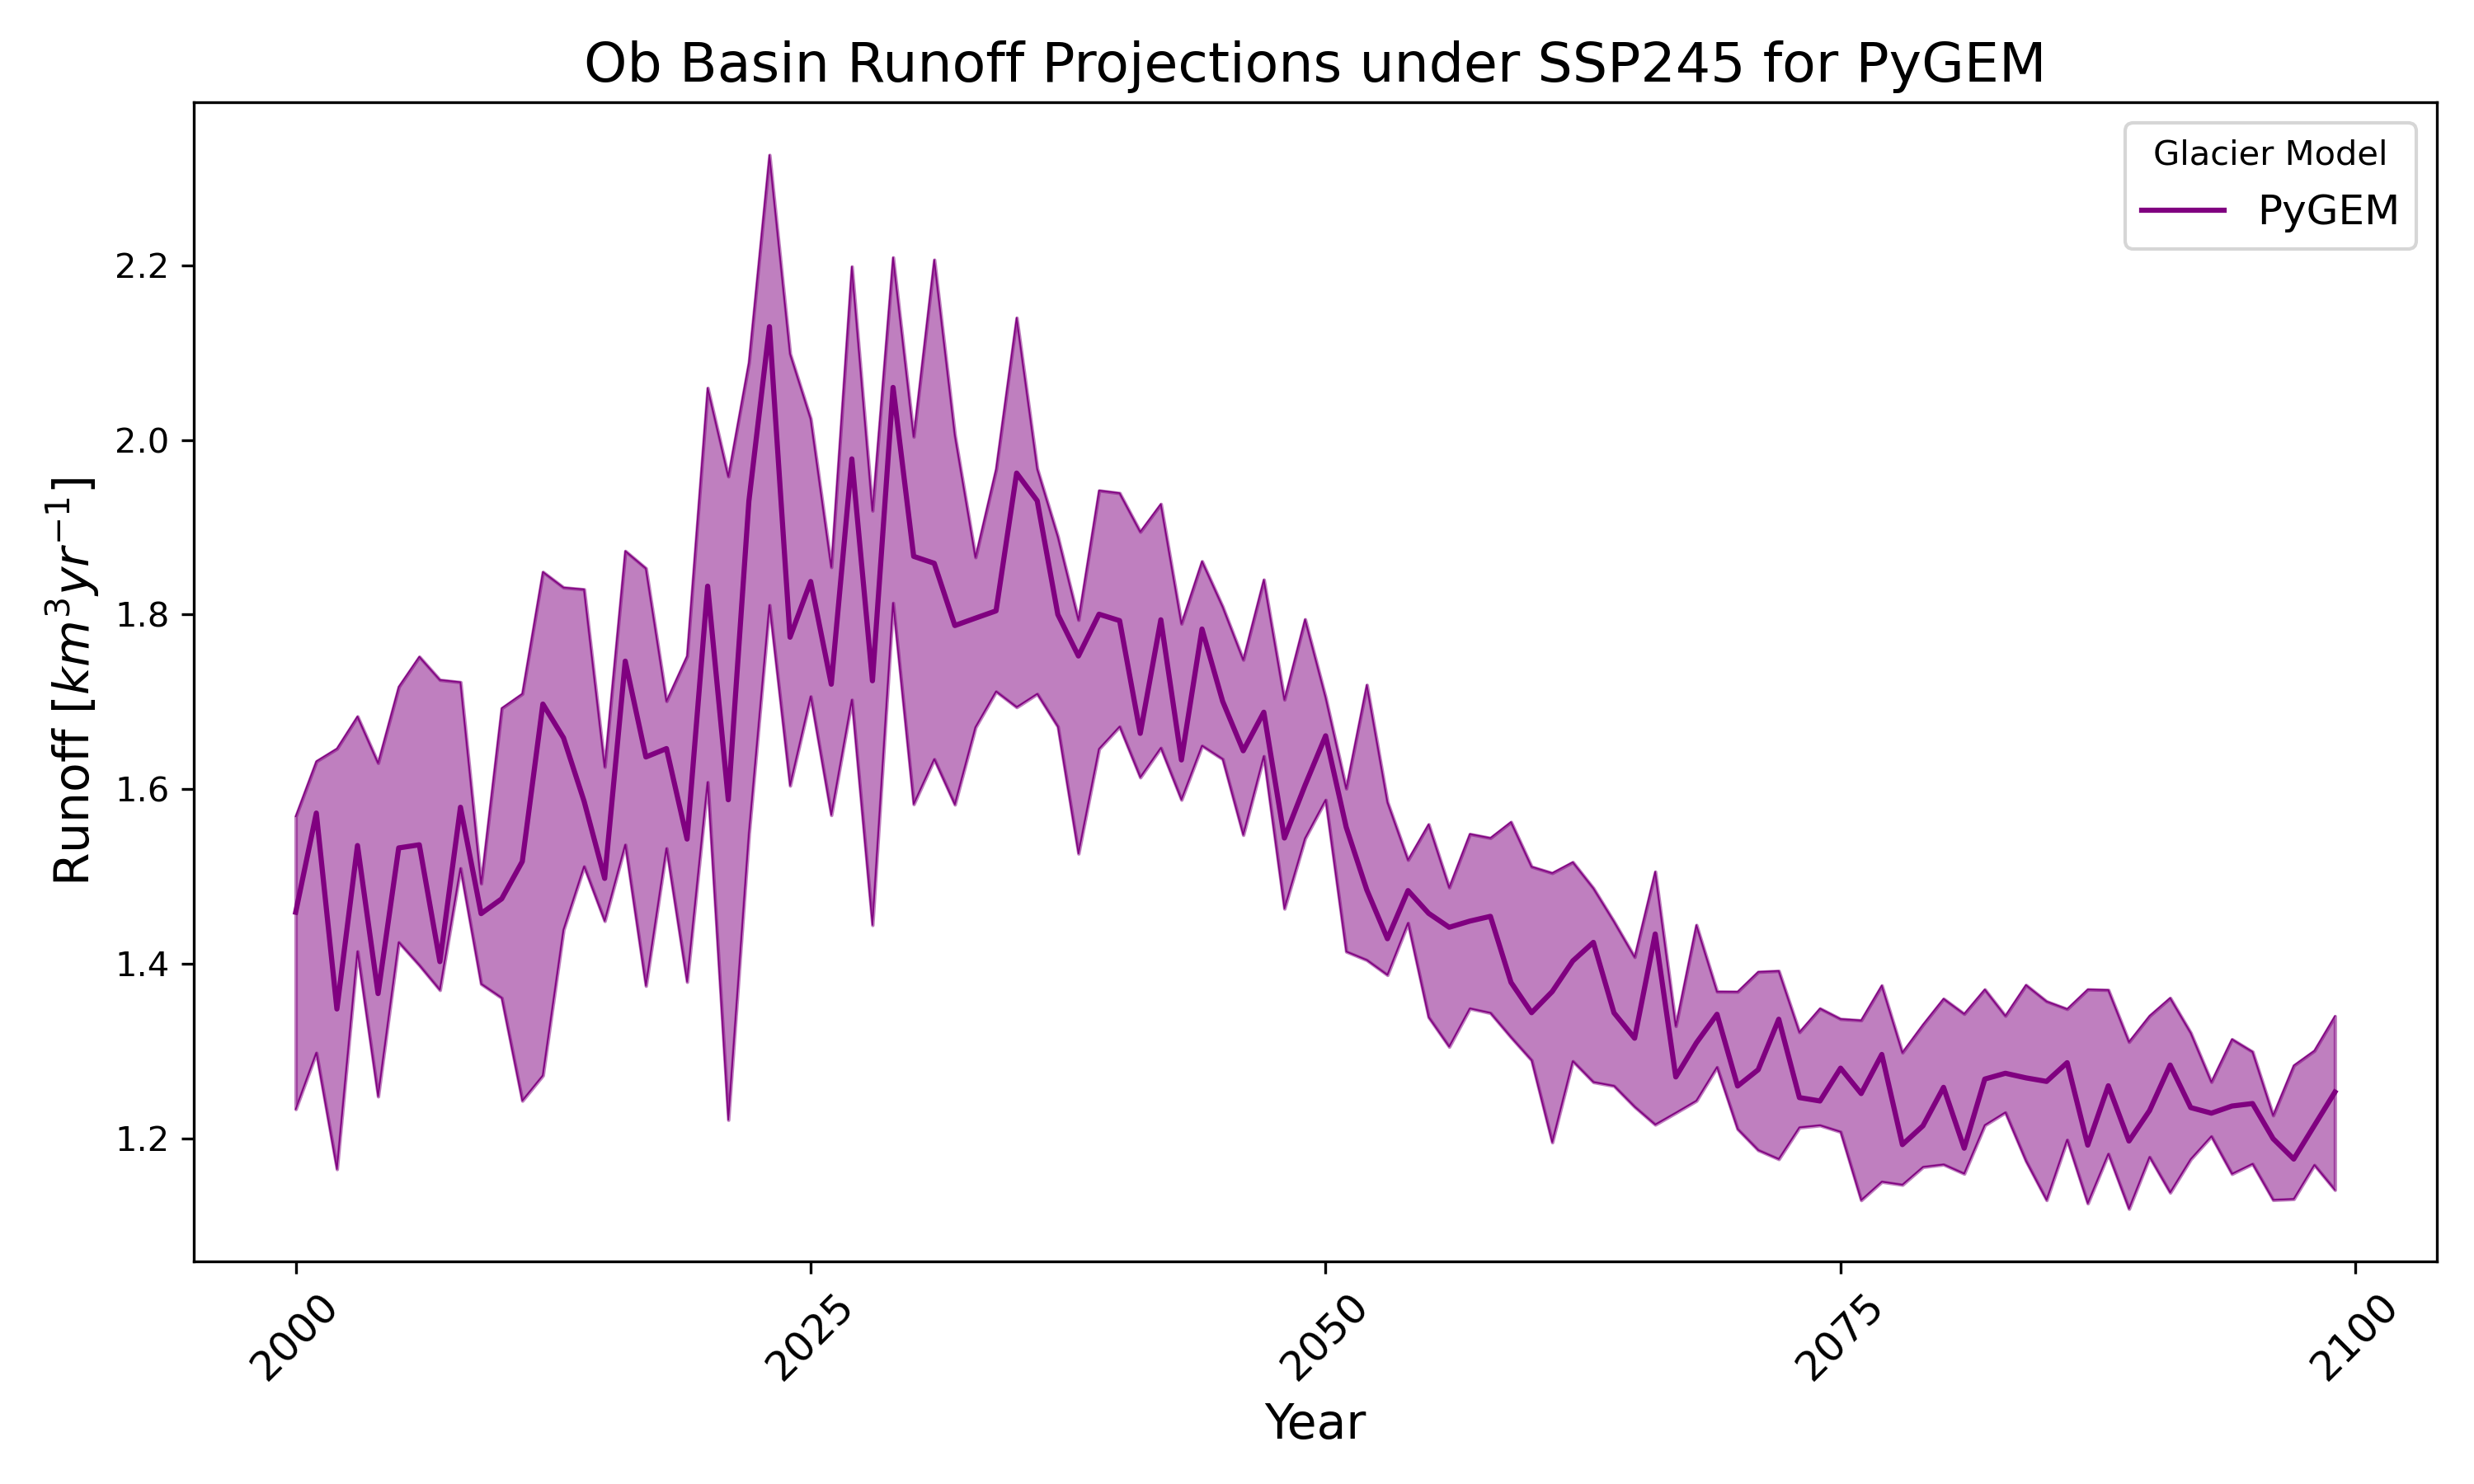 Ob Basin Runoff Projections under SSP245 for PyGEM
Glacier Model
PyGEM
Runoff [km³yr⁻¹]
2.2
2.0
1.8
1.6
1.4
1.2
2000
2025
2050
2075
2100
Year